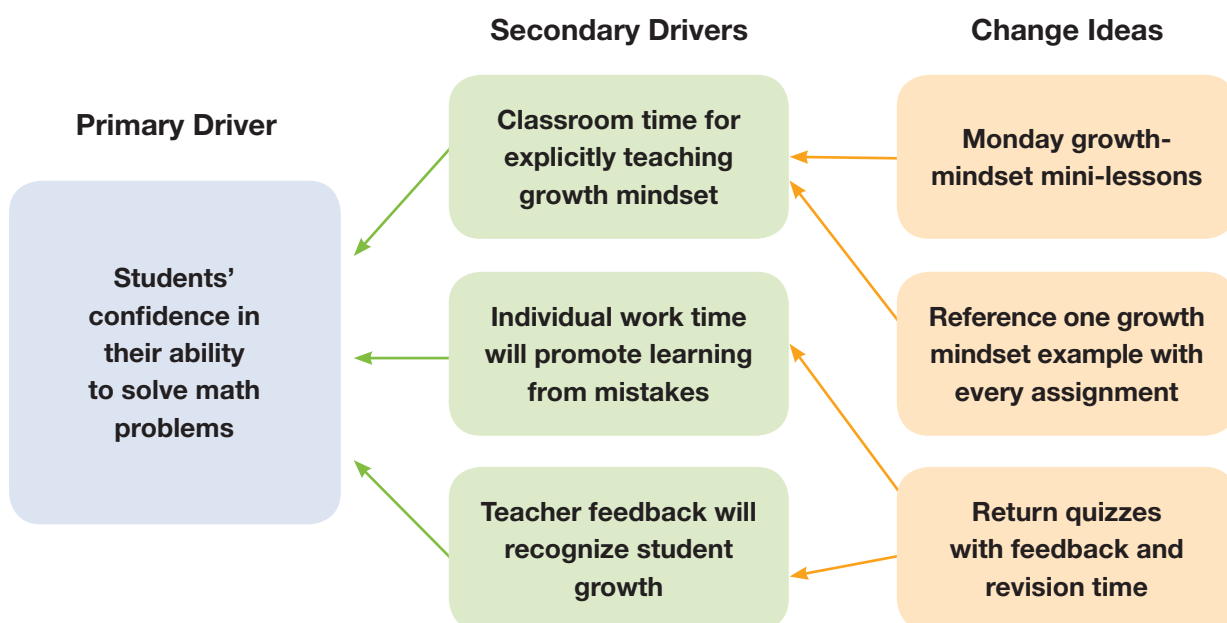 Primary Driver
Students’
confidence in
their ability
to solve math
problems
Secondary Drivers
Classroom time for
explicitly teaching
growth mindset
Individual work time
will promote learning
from mistakes
Teacher feedback will
recognize student
growth
Change Ideas
Monday growth-
mindset mini-lessons
Reference one growth
mindset example with
every assignment
Return quizzes
with feedback and
revision time